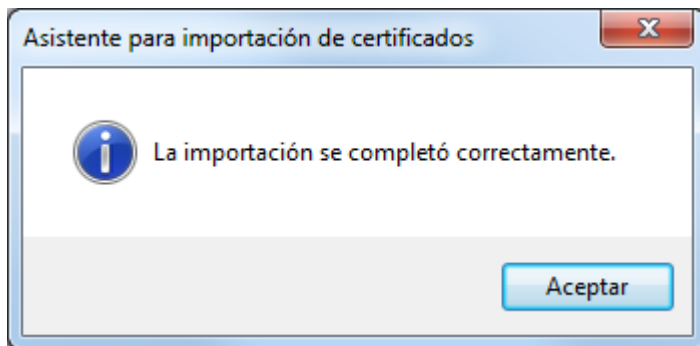 Asistente para importación de certificados
La importación se completó correctamente.
Aceptar